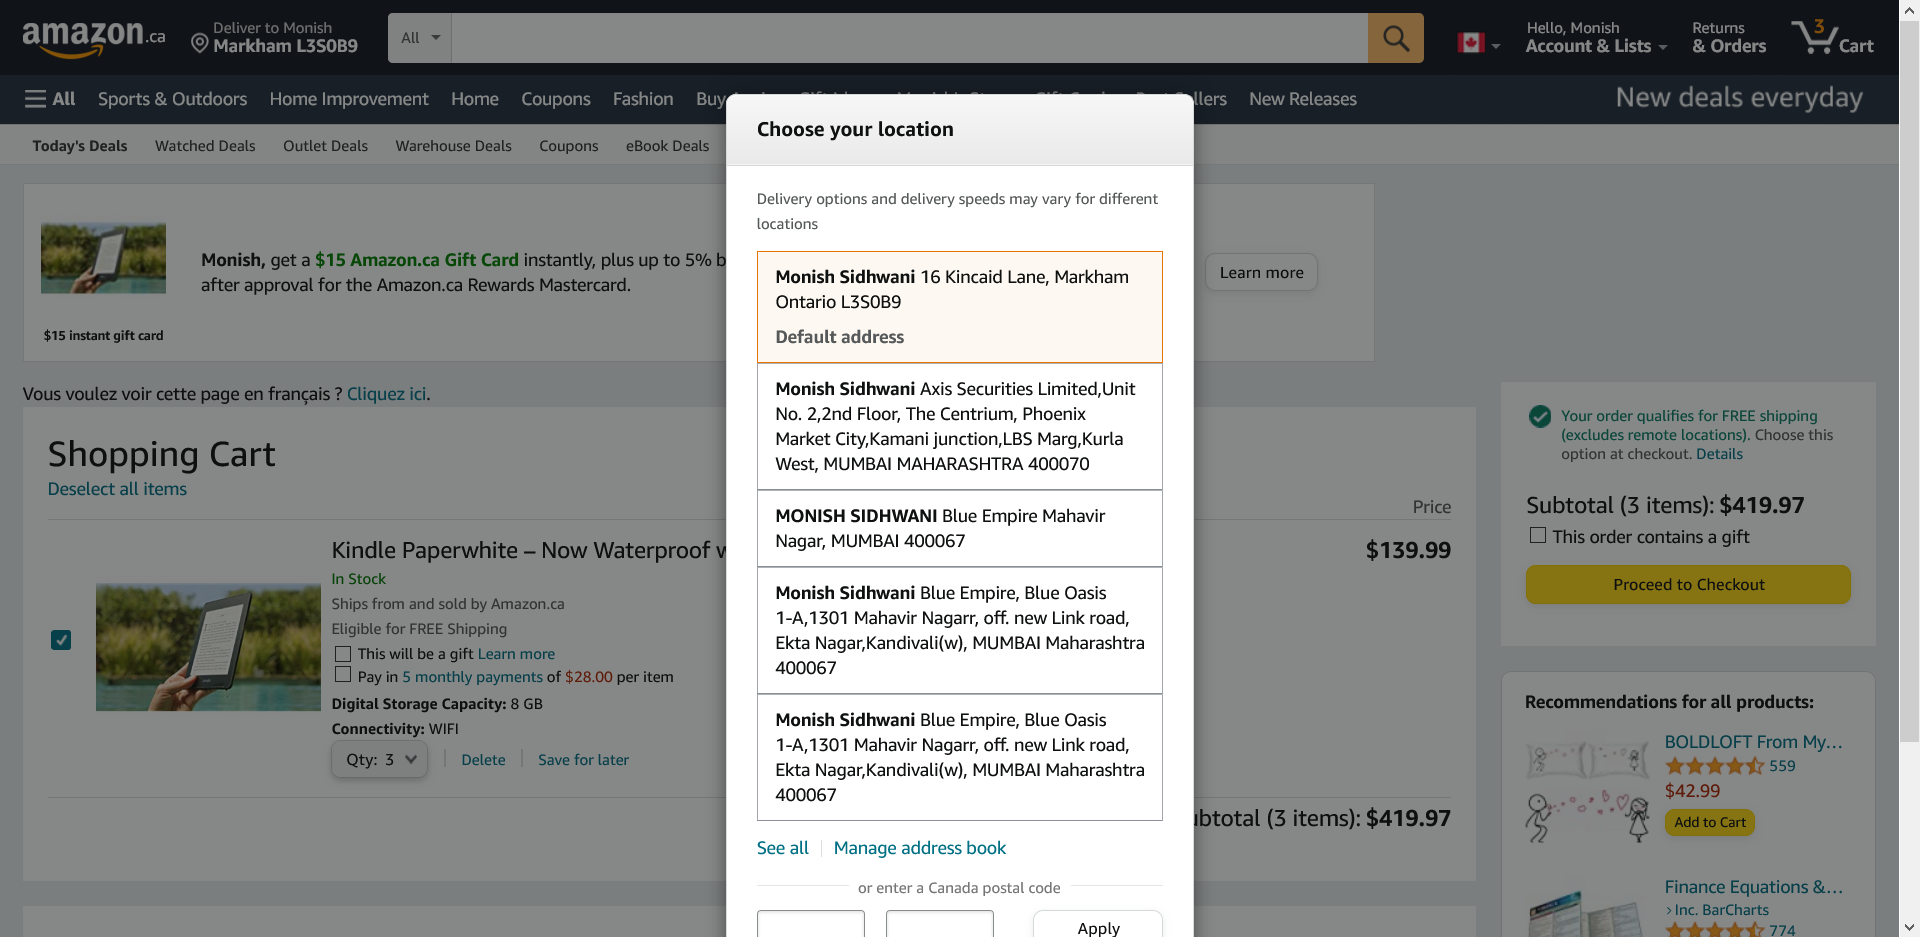 amazon.ca
Deliver to Monish
Markham L3S0B9
All
Hello, Monish
Account & Lists
Returns
& Orders
3
Cart
All
Sports & Outdoors
Home Improvement
Home
Coupons
Fashion
Buy
New Releases
New deals everyday
Today's Deals
Watched Deals
Outlet Deals
Warehouse Deals
Coupons
eBook Deals
Monish, get a $15 Amazon.ca Gift Card instantly, plus up to 5% b
after approval for the Amazon.ca Rewards Mastercard.
$15 instant gift card
Learn more
Vous voulez voir cette page en français ? Cliquez ici.
Shopping Cart
Deselect all items
Price
Kindle Paperwhite – Now Waterproof w
$139.99
In Stock
Ships from and sold by Amazon.ca
Eligible for FREE Shipping
This will be a gift Learn more
Pay in 5 monthly payments of $28.00 per item
Digital Storage Capacity: 8 GB
Connectivity: WIFI
Qty: 3
Delete
Save for later
ubtotal (3 items): $419.97
Choose your location
Delivery options and delivery speeds may vary for different
locations
Monish Sidhwani 16 Kincaid Lane, Markham
Ontario L3S0B9
Default address
Monish Sidhwani Axis Securities Limited,Unit
No. 2,2nd Floor, The Centrium, Phoenix
Market City,Kamani junction,LBS Marg,Kurla
West, MUMBAI MAHARASHTRA 400070
MONISH SIDHWANI Blue Empire Mahavir
Nagar, MUMBAI 400067
Monish Sidhwani Blue Empire, Blue Oasis
1-A,1301 Mahavir Nagarr, off. new Link road,
Ekta Nagar,Kandivali(w), MUMBAI Maharashtra
400067
Monish Sidhwani Blue Empire, Blue Oasis
1-A,1301 Mahavir Nagarr, off. new Link road,
Ekta Nagar,Kandivali(w), MUMBAI Maharashtra
400067
See all
Manage address book
or enter a Canada postal code
Apply
Your order qualifies for FREE shipping
(excludes remote locations). Choose this
option at checkout. Details
Subtotal (3 items): $419.97
This order contains a gift
Proceed to Checkout
Recommendations for all products:
BOLDLOFT From My…
559
$42.99
Add to Cart
Finance Equations &…
› Inc. BarCharts
774